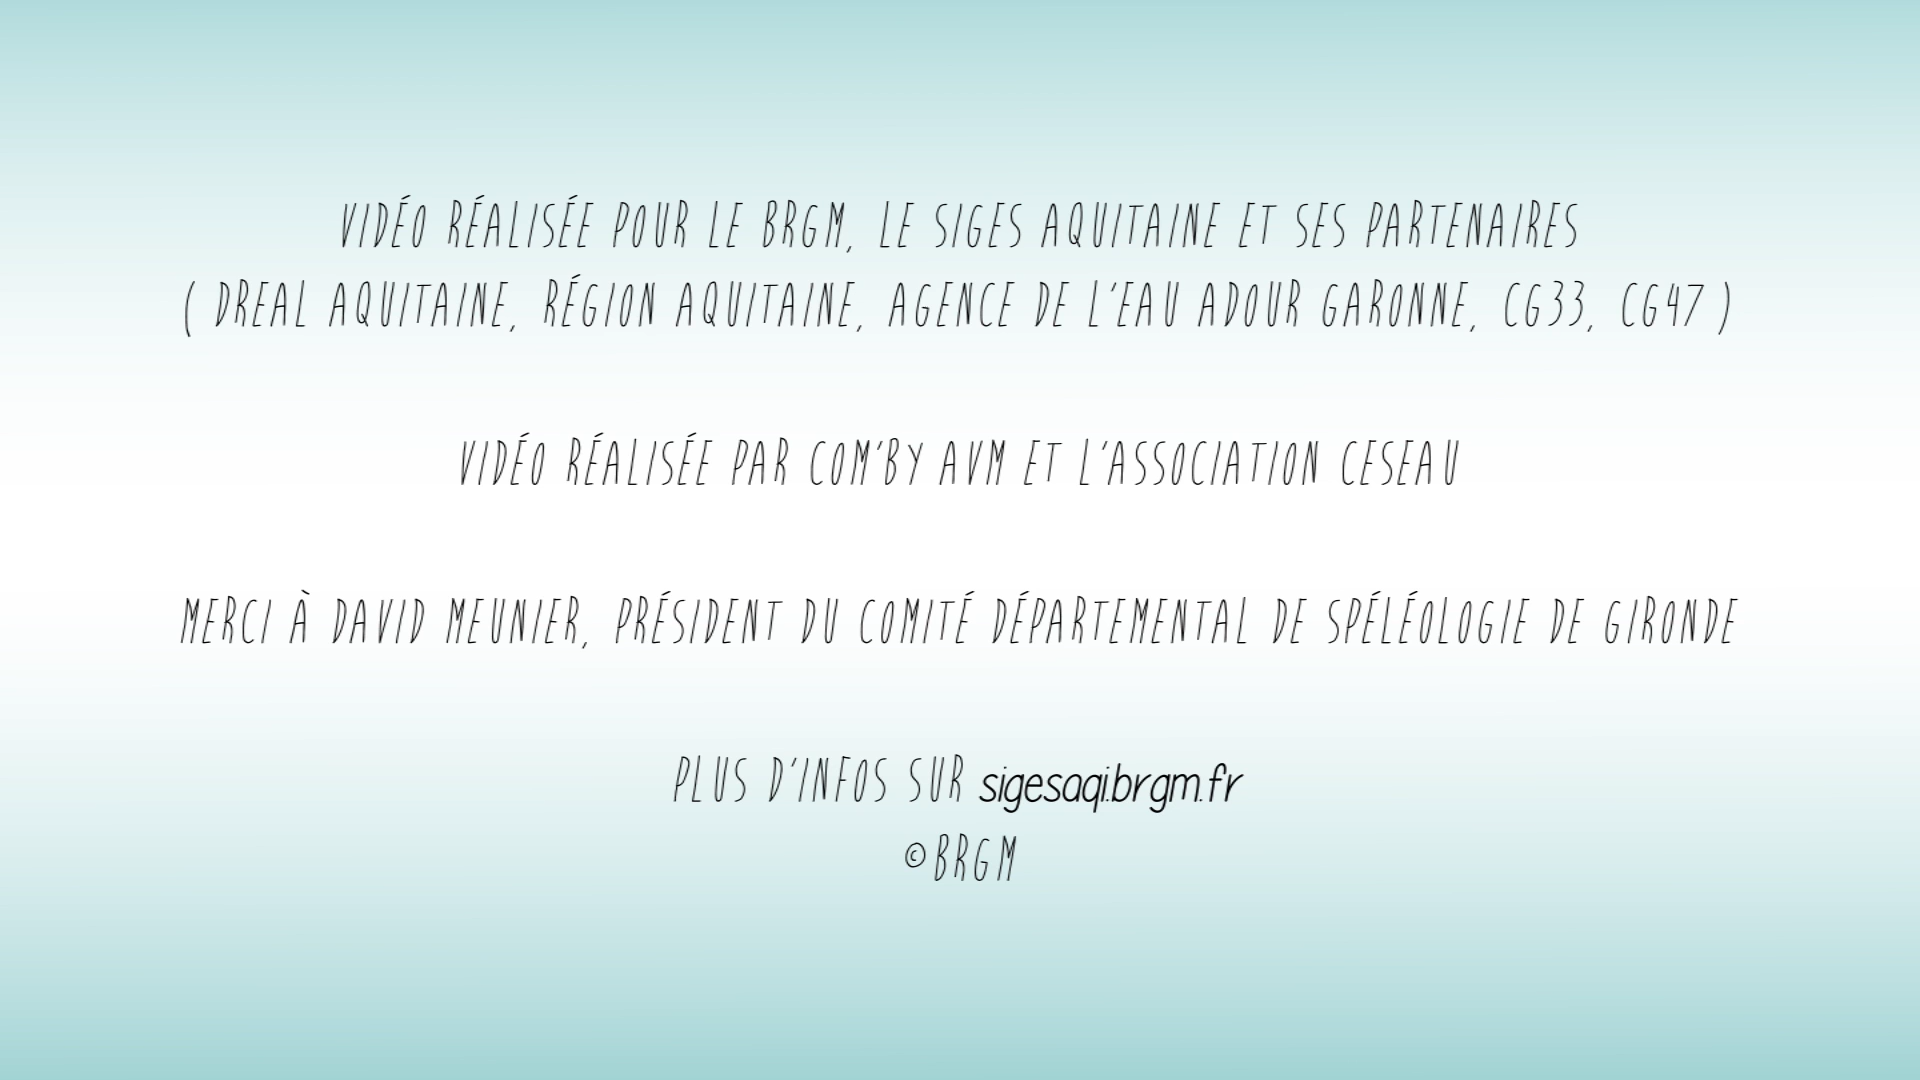 VIDÉO RÉALISÉE POUR LE BRGM, LE SIGES AQUITAINE ET SES PARTENAIRES
( DREAL AQUITAINE, RÉGION AQUITAINE, AGENCE DE L'EAU ADOUR GARONNE, CG33, CG47 )
VIDÉO RÉALISÉE PAR COM'BY AVM ET L'ASSOCIATION CESEAU
MERCI À DAVID MEUNIER, PRÉSIDENT DU COMITÉ DÉPARTEMENTAL DE SPÉLÉOLOGIE DE GIRONDE
PLUS D'INFOS SUR sigesaqi.brgm.fr
©BRGM